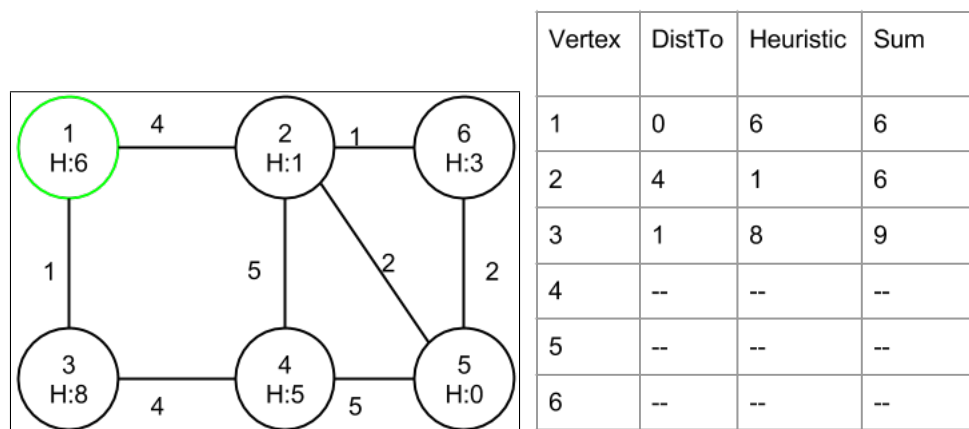 1
H:6
4
2
H:1
1
6
H:3
1
5
2
2
3
H:8
4
4
H:5
5
5
H:0
Vertex DistTo Heuristic Sum
1 0 6 6
2 4 1 6
3 1 8 9
4 -- -- --
5 -- -- --
6 -- -- --